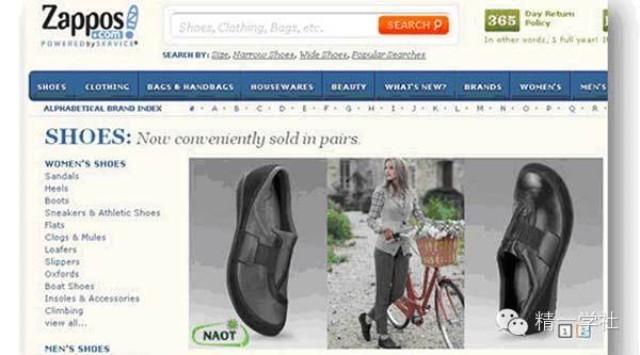 Zappos
.com
POWERED by SERVICE®
Shoes, Clothing, Bags, etc.
SEARCH
365 Day Return Policy
In other words, 1 full year!
SEARCH BY: Size, Narrow Shoes, Wide Shoes, Popular Searches
SHOES CLOTHING BAGS & HANDBAGS HOUSEWARES BEAUTY WHAT'S NEW? BRANDS WOMEN'S MEN'S
ALPHABETICAL BRAND INDEX # • A • B • C • D • E • F • G • H • I • J • K • L • M • N • O • P • Q • R
SHOES: Now conveniently sold in pairs.
WOMEN'S SHOES
Sandals
Heels
Boots
Sneakers & Athletic Shoes
Flats
Clogs & Mules
Loafers
Slippers
Oxfords
Boat Shoes
Insoles & Accessories
Climbing
view all...
MEN'S SHOES
NAOT
精一学社
1 2